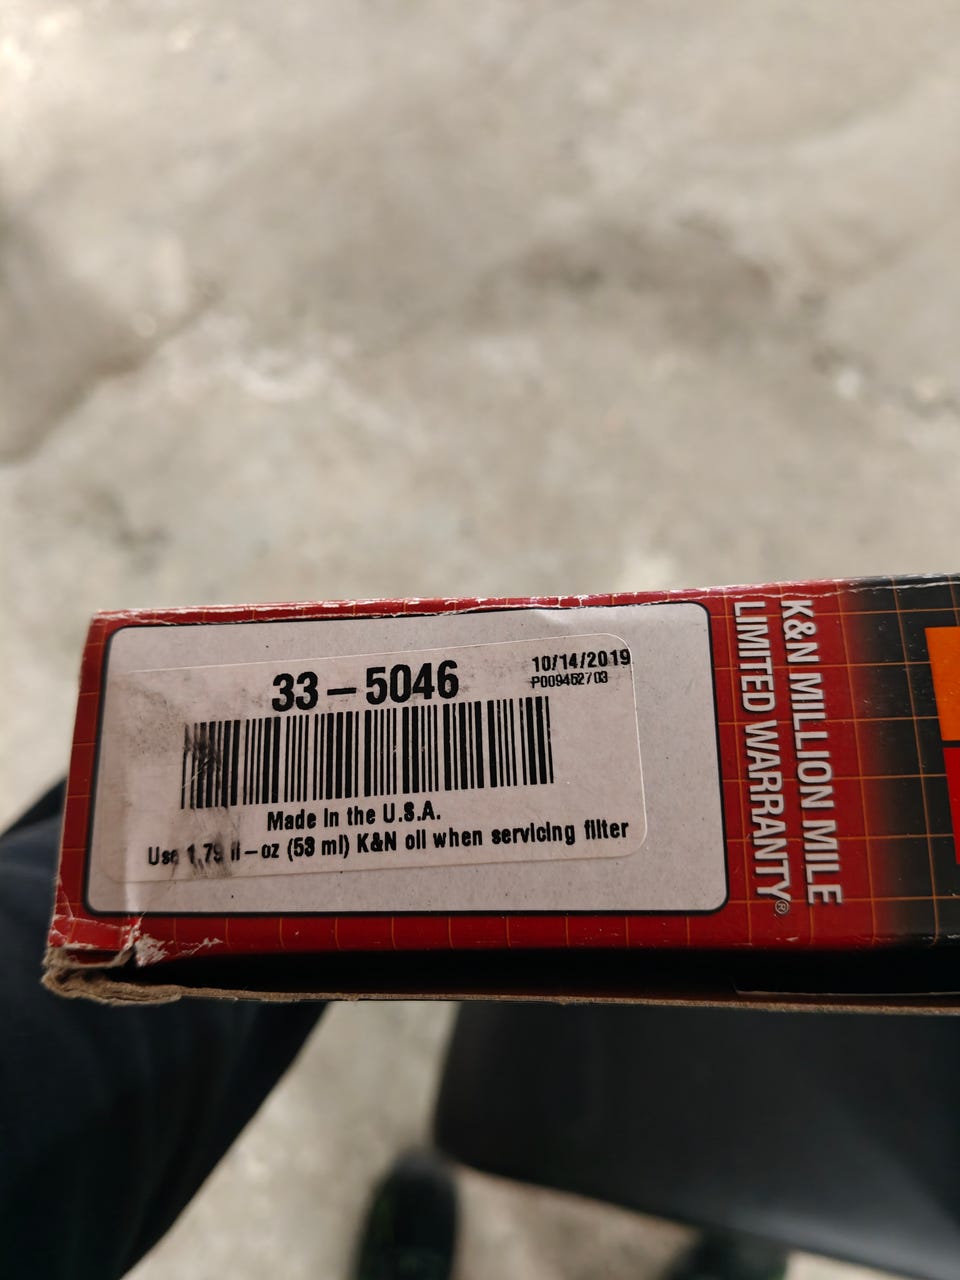 33-5046
10/14/2019
P009452703
Made in the U.S.A.
Use 1.79 fl-oz (53 ml) K&N oil when servicing filter
K&N MILLION MILE
LIMITED WARRANTY®